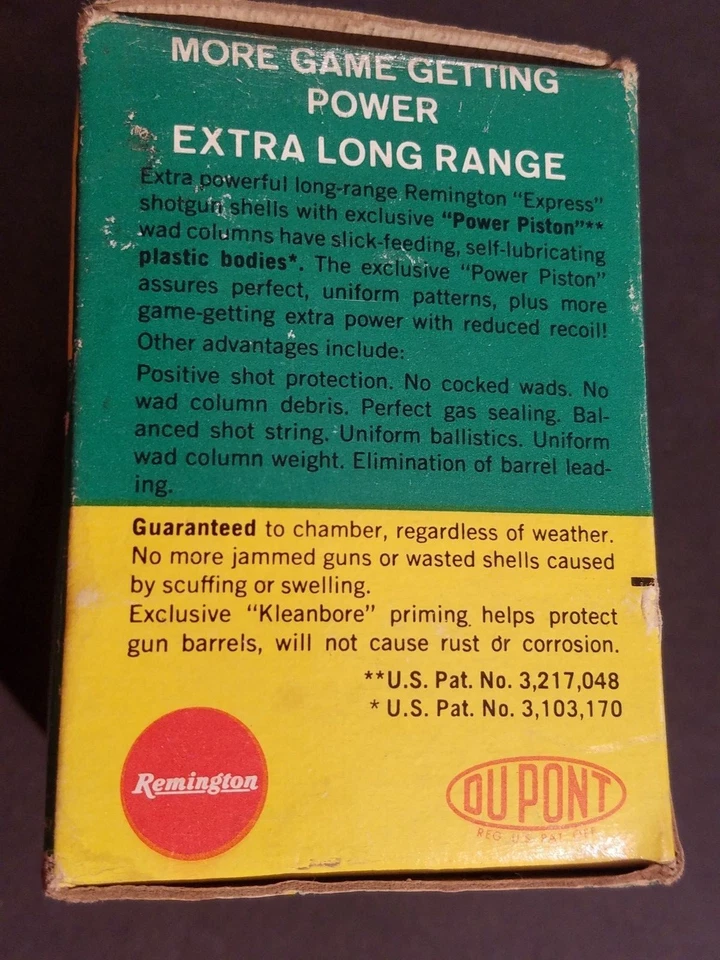 MORE GAME GETTING
POWER
EXTRA LONG RANGE
Extra powerful long-range Remington "Express"
shotgun shells with exclusive "Power Piston"**
wad columns have slick-feeding, self-lubricating
plastic bodies*. The exclusive "Power Piston"
assures perfect, uniform patterns, plus more
game-getting extra power with reduced recoil!
Other advantages include:
Positive shot protection. No cocked wads. No
wad column debris. Perfect gas sealing. Bal-
anced shot string. Uniform ballistics. Uniform
wad column weight. Elimination of barrel lead-
ing.
Guaranteed to chamber, regardless of weather.
No more jammed guns or wasted shells caused
by scuffing or swelling.
Exclusive "Kleanbore" priming helps protect
gun barrels, will not cause rust or corrosion.
**U.S. Pat. No. 3,217,048
* U.S. Pat. No. 3,103,170
Remington
DU PONT
REG. U.S. PAT. OFF.